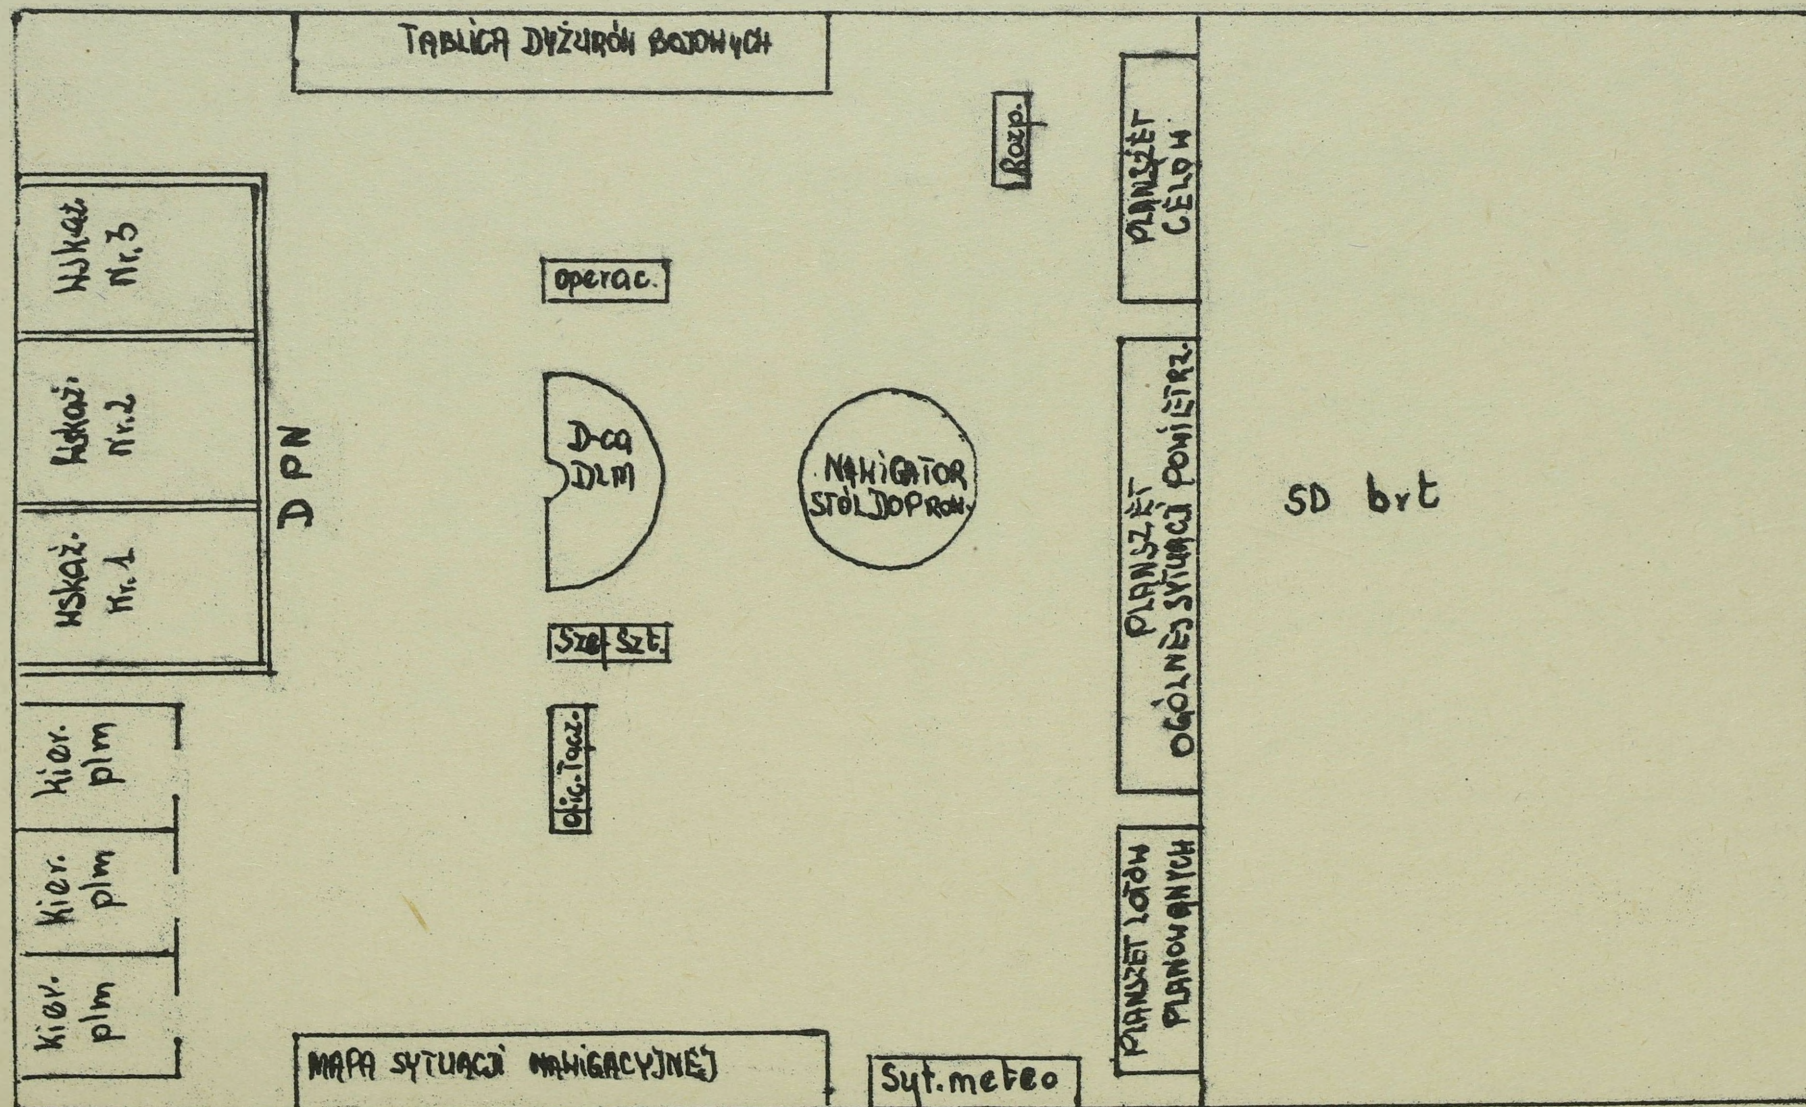 TABLICA DYŻURÓW BOJOWYCH
Rozp.
PLANSZET
CELÓW
Wskaź.
Nr.3
operac.
Wskaź.
Nr.2
DPN
D-ca
DLM
NAWIGATOR
STÓŁ DOPROW.
PLANSZET
OGÓLNEJ SYTUACJI POWIETRZ.
SD brt
Wskaź.
Nr.1
Szef Szt.
Ofic. Łącz.
kier.
plm
Kier.
plm
Kier.
plm
PLANSZET LOTÓW
PLANOWANYCH
MAPA SYTUACJI NAWIGACYJNEJ
Syt. meteo